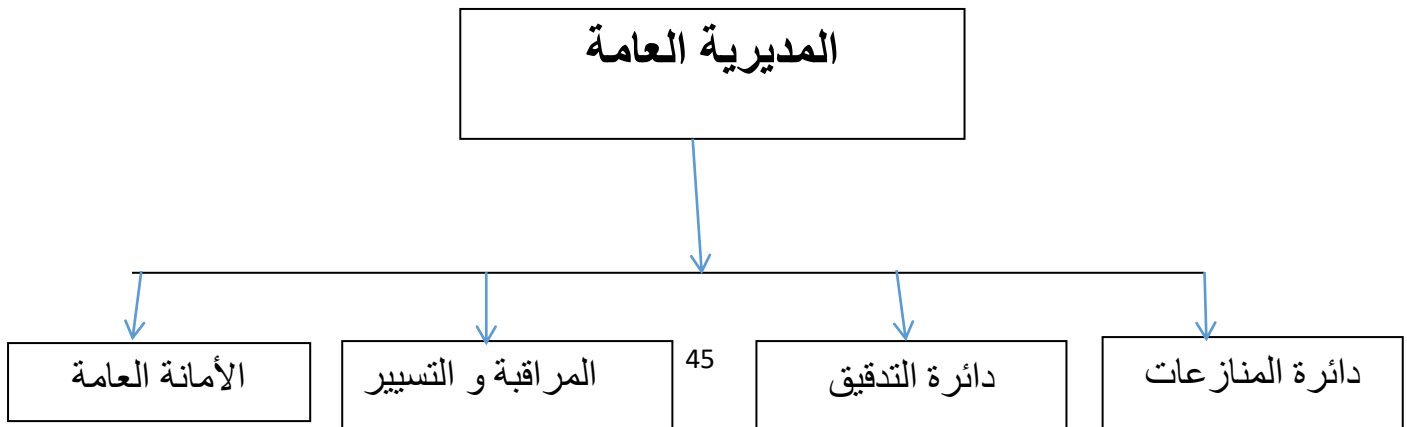 المديرية العامة
دائرة المنازعات
دائرة التدقيق
45
المراقبة و التسيير
الأمانة العامة